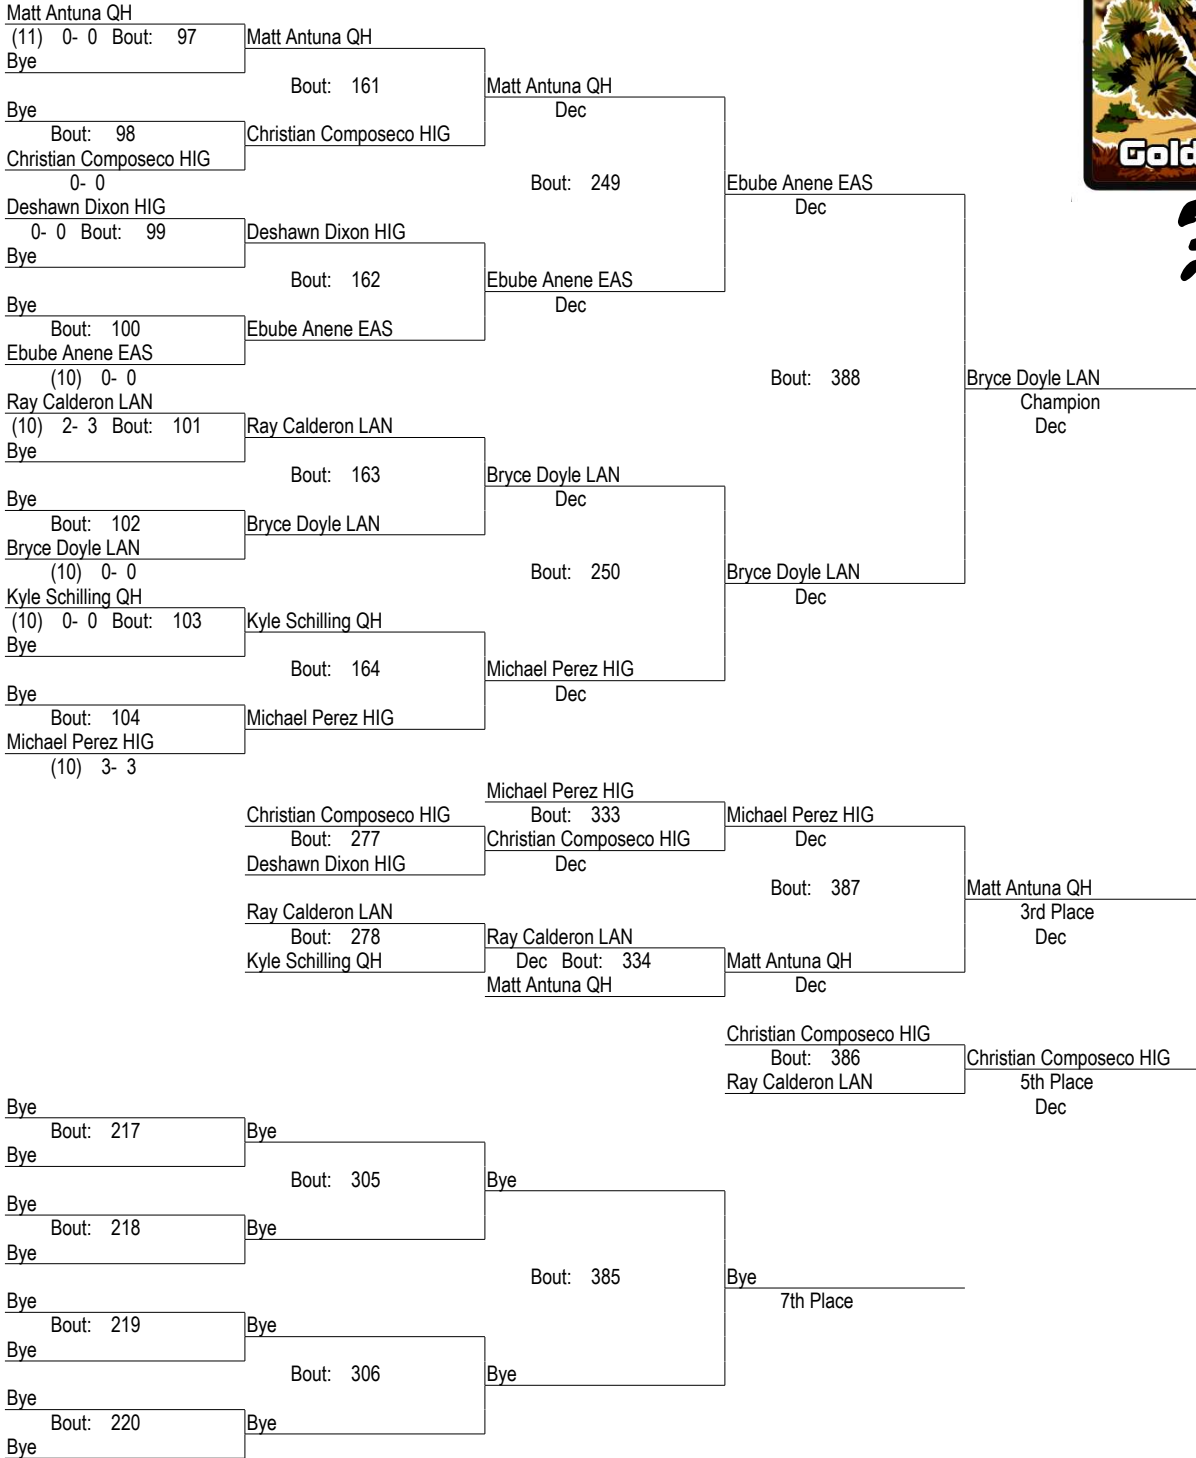 Matt Antuna QH
(11) 0- 0 Bout: 97 Matt Antuna QH
Bye
Bout: 161 Matt Antuna QH
Bye Dec
Bout: 98 Christian Composeco HIG
Christian Composeco HIG
0- 0 Bout: 249 Ebube Anene EAS
Deshawn Dixon HIG Dec
0- 0 Bout: 99 Deshawn Dixon HIG
Bye
Bout: 162 Ebube Anene EAS
Bye Dec
Bout: 100 Ebube Anene EAS
Ebube Anene EAS
(10) 0- 0 Bout: 388 Bryce Doyle LAN
Ray Calderon LAN Champion
(10) 2- 3 Bout: 101 Ray Calderon LAN Dec
Bye
Bout: 163 Bryce Doyle LAN
Bye Dec
Bout: 102 Bryce Doyle LAN
Bryce Doyle LAN
(10) 0- 0 Bout: 250 Bryce Doyle LAN
Kyle Schilling QH Dec
(10) 0- 0 Bout: 103 Kyle Schilling QH
Bye
Bout: 164 Michael Perez HIG
Bye Dec
Bout: 104 Michael Perez HIG
Michael Perez HIG
(10) 3- 3
Michael Perez HIG
Christian Composeco HIG Bout: 333 Michael Perez HIG
Bout: 277 Christian Composeco HIG Dec
Deshawn Dixon HIG Dec
Bout: 387 Matt Antuna QH
Ray Calderon LAN 3rd Place
Bout: 278 Ray Calderon LAN Dec
Kyle Schilling QH Dec Bout: 334 Matt Antuna QH
Matt Antuna QH Dec
Christian Composeco HIG
Bout: 386 Christian Composeco HIG
Ray Calderon LAN 5th Place
Bye Dec
Bout: 217 Bye
Bye
Bout: 305 Bye
Bye
Bout: 218 Bye
Bye
Bout: 385 Bye
Bye 7th Place
Bout: 219 Bye
Bye
Bout: 306 Bye
Bye
Bout: 220 Bye
Bye